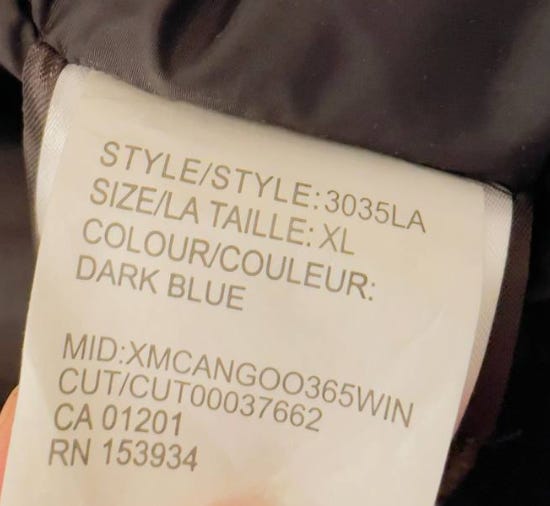 STYLE/STYLE: 3035LA
SIZE/LA TAILLE: XL
COLOUR/COULEUR:
DARK BLUE
MID:XMCANGOO365WIN
CUT/CUT00037662
CA 01201
RN 153934